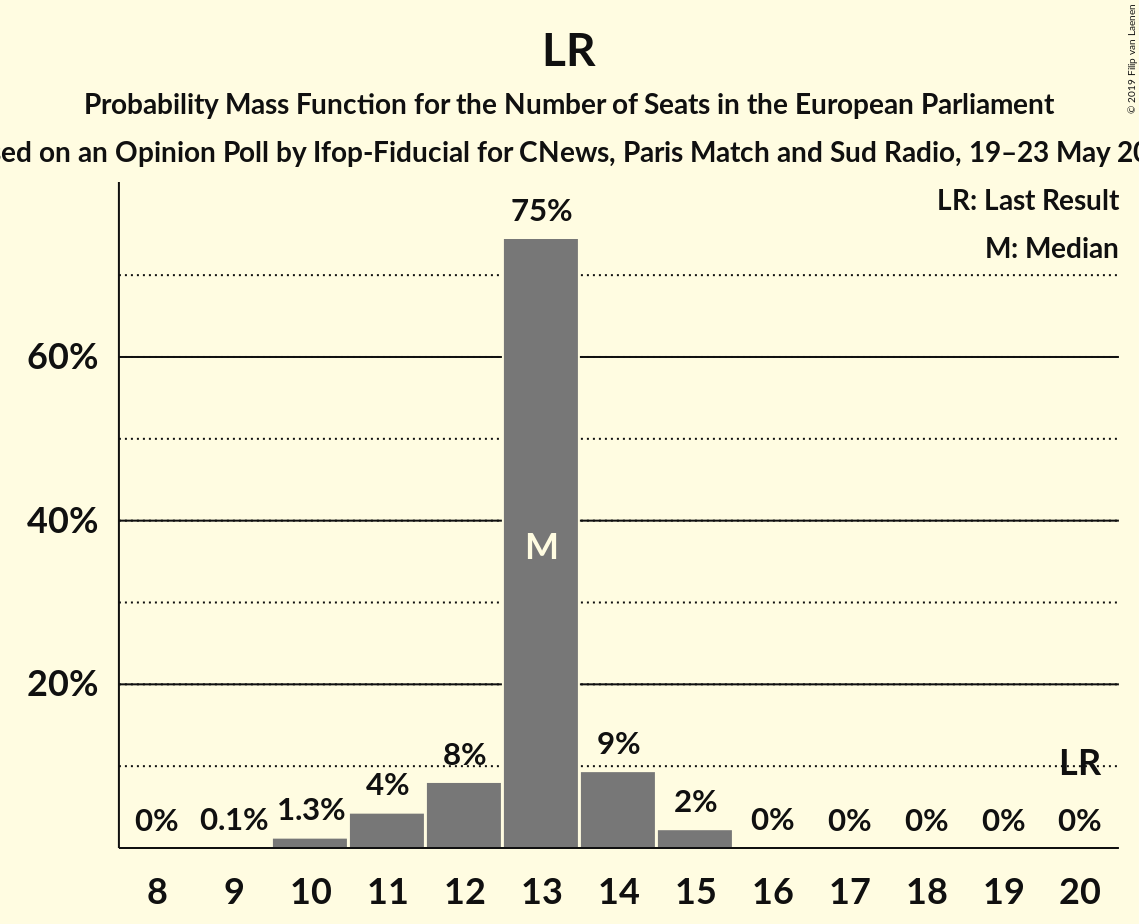 LR
Probability Mass Function for the Number of Seats in the European Parliament
on an Opinion Poll by Ifop-Fiducial for CNews, Paris Match and Sud Radio, 19–23 May
© 2019 Filip van Laenen
LR: Last Result
M: Median
75%
60%
40%
M
20%
0% 0.1% 1.3% 4% 8% 9% 2% 0% 0% 0% 0% 0%
LR
8 9 10 11 12 13 14 15 16 17 18 19 20